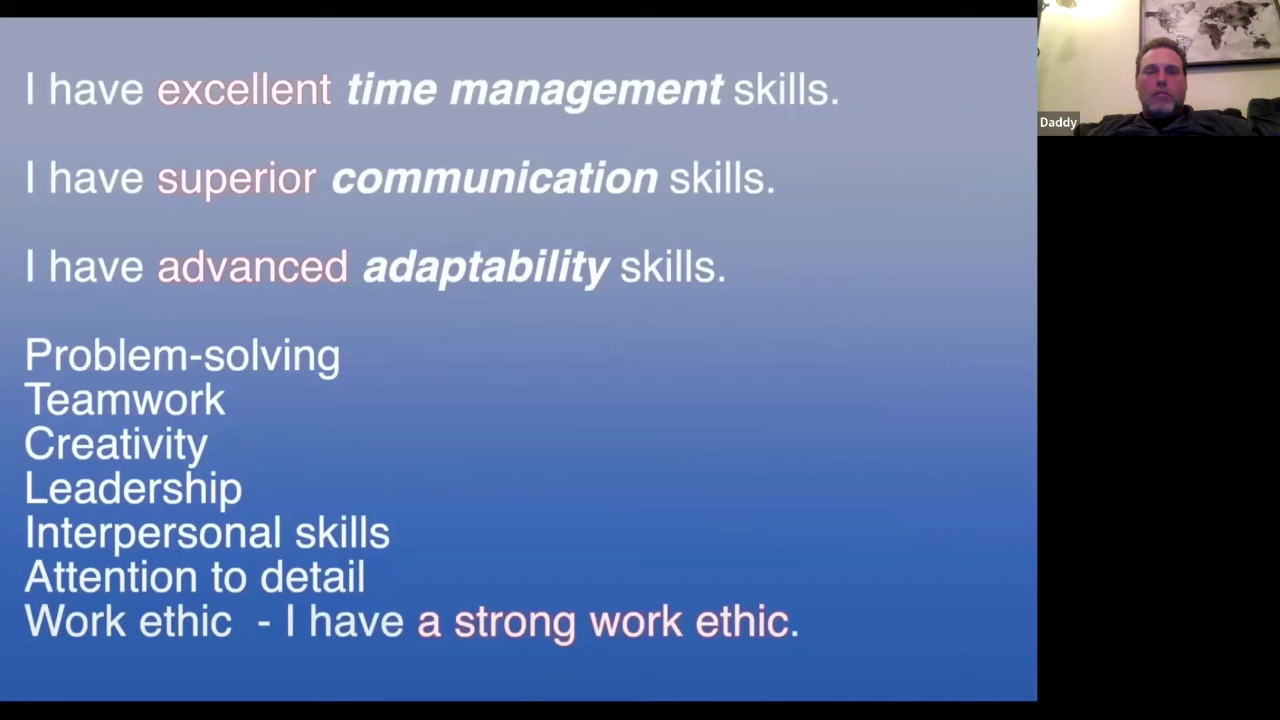 I have excellent time management skills.
I have superior communication skills.
I have advanced adaptability skills.
Problem-solving
Teamwork
Creativity
Leadership
Interpersonal skills
Attention to detail
Work ethic - I have a strong work ethic.
Daddy